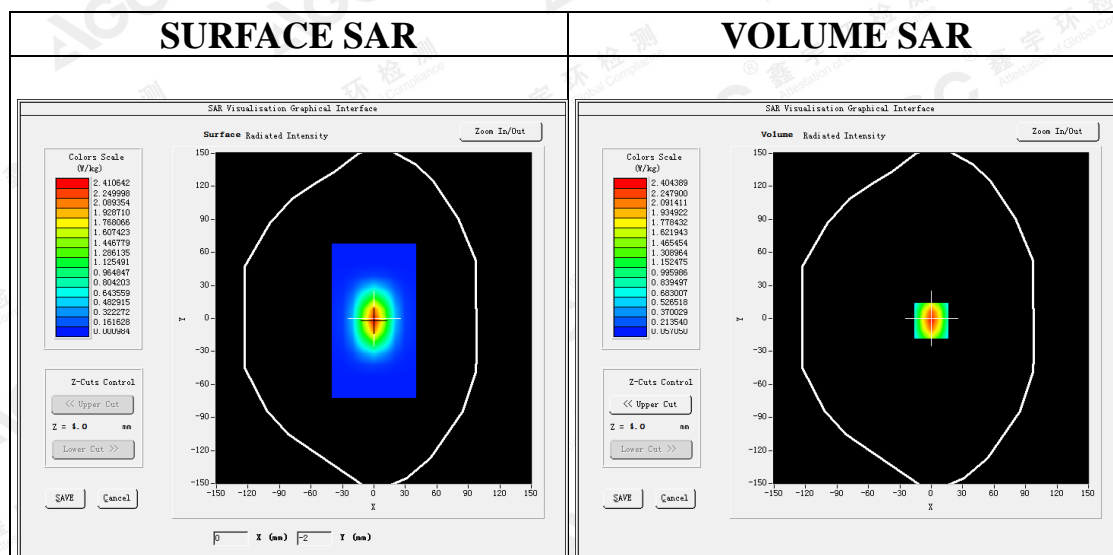 SURFACE SAR
VOLUME SAR
SAR Visualisation Graphical Interface
Surface Radiated Intensity
Zoom In/Out
Colors Scale
(W/kg)
2.410642
2.249998
2.089354
1.928710
1.768066
1.607423
1.446779
1.286135
1.125491
0.964847
0.804203
0.643559
0.482915
0.322272
0.161628
0.000984
150
120
90
60
30
0
-30
-60
-90
-120
-150
Y
-150 -120 -90 -60 -30 0 30 60 90 120 150
X
Z-Cuts Control
<< Upper Cut
Z = 4.0 mm
Lower Cut >>
SAVE Cancel
0 X (mm) -2 Y (mm)
SAR Visualisation Graphical Interface
Volume Radiated Intensity
Zoom In/Out
Colors Scale
(W/kg)
2.404389
2.247900
2.091411
1.934922
1.778432
1.621943
1.465454
1.308964
1.152475
0.995986
0.839497
0.683007
0.526518
0.370029
0.213540
0.057050
150
120
90
60
30
0
-30
-60
-90
-120
-150
Y
-150 -120 -90 -60 -30 0 30 60 90 120 150
X
Z-Cuts Control
<< Upper Cut
Z = 4.0 mm
Lower Cut >>
SAVE Cancel